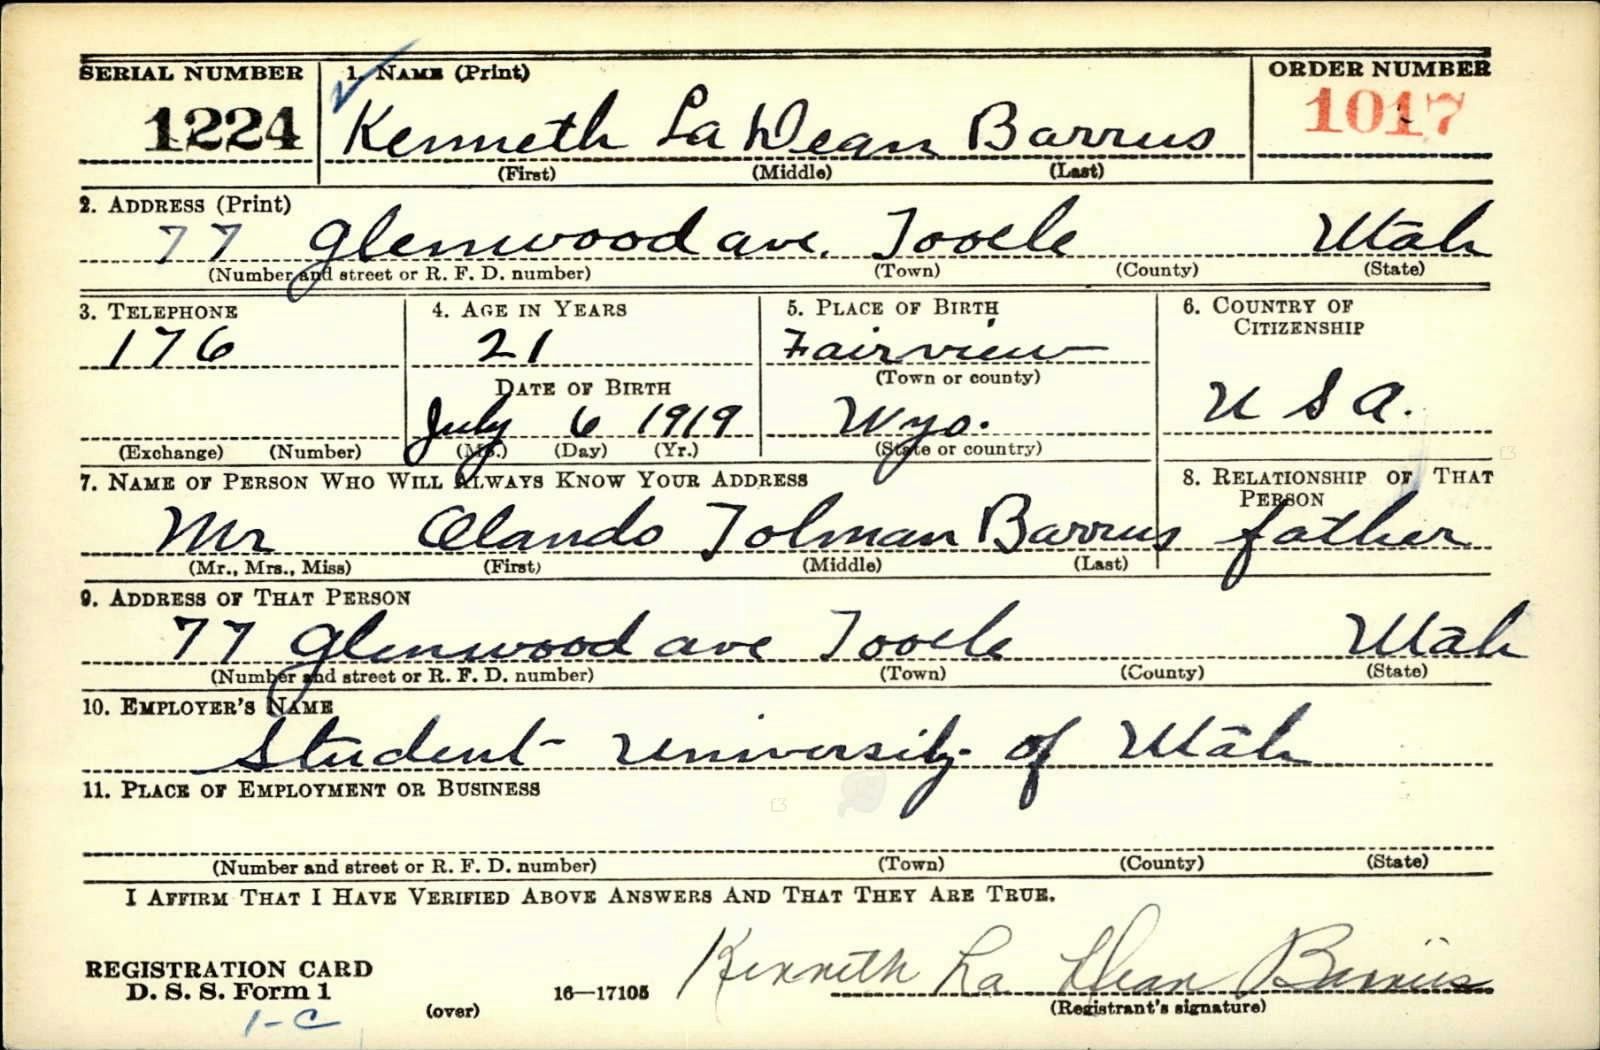 SERIAL NUMBER 1. NAME (Print) ORDER NUMBER
1224 Kenneth La Dean Barrus 1017
(First) (Middle) (Last)
2. ADDRESS (Print)
77 Glenwood ave. Tooele Utah
(Number and street or R. F. D. number) (Town) (County) (State)
3. TELEPHONE 4. AGE IN YEARS 5. PLACE OF BIRTH 6. COUNTRY OF CITIZENSHIP
176 21 Fairview
(Town or county)
DATE OF BIRTH
July 6 1919 Wyo. U S A.
(Exchange) (Number) (Mo.) (Day) (Yr.) (State or country)
7. NAME OF PERSON WHO WILL ALWAYS KNOW YOUR ADDRESS 8. RELATIONSHIP OF THAT PERSON
Mr Olando Tolman Barrus father
(Mr., Mrs., Miss) (First) (Middle) (Last)
9. ADDRESS OF THAT PERSON
77 Glenwood ave Tooele Utah
(Number and street or R. F. D. number) (Town) (County) (State)
10. EMPLOYER'S NAME
Student University of Utah
11. PLACE OF EMPLOYMENT OR BUSINESS
(Number and street or R. F. D. number) (Town) (County) (State)
I AFFIRM THAT I HAVE VERIFIED ABOVE ANSWERS AND THAT THEY ARE TRUE.
Kenneth La Dean Barrus
REGISTRATION CARD
D. S. S. Form 1 (over) 16—17105 (Registrant's signature)
1-C